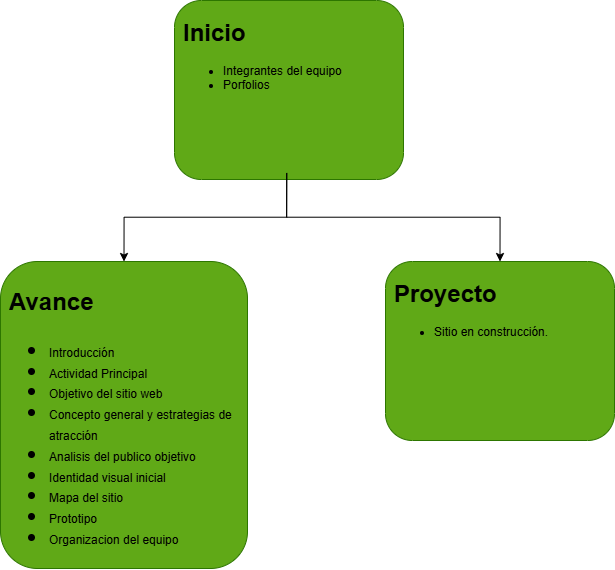 Inicio
Integrantes del equipo
Porfolios
Avance
Introducción
Actividad Principal
Objetivo del sitio web
Concepto general y estrategias de
atracción
Analisis del publico objetivo
Identidad visual inicial
Mapa del sitio
Prototipo
Organizacion del equipo
Proyecto
Sitio en construcción.